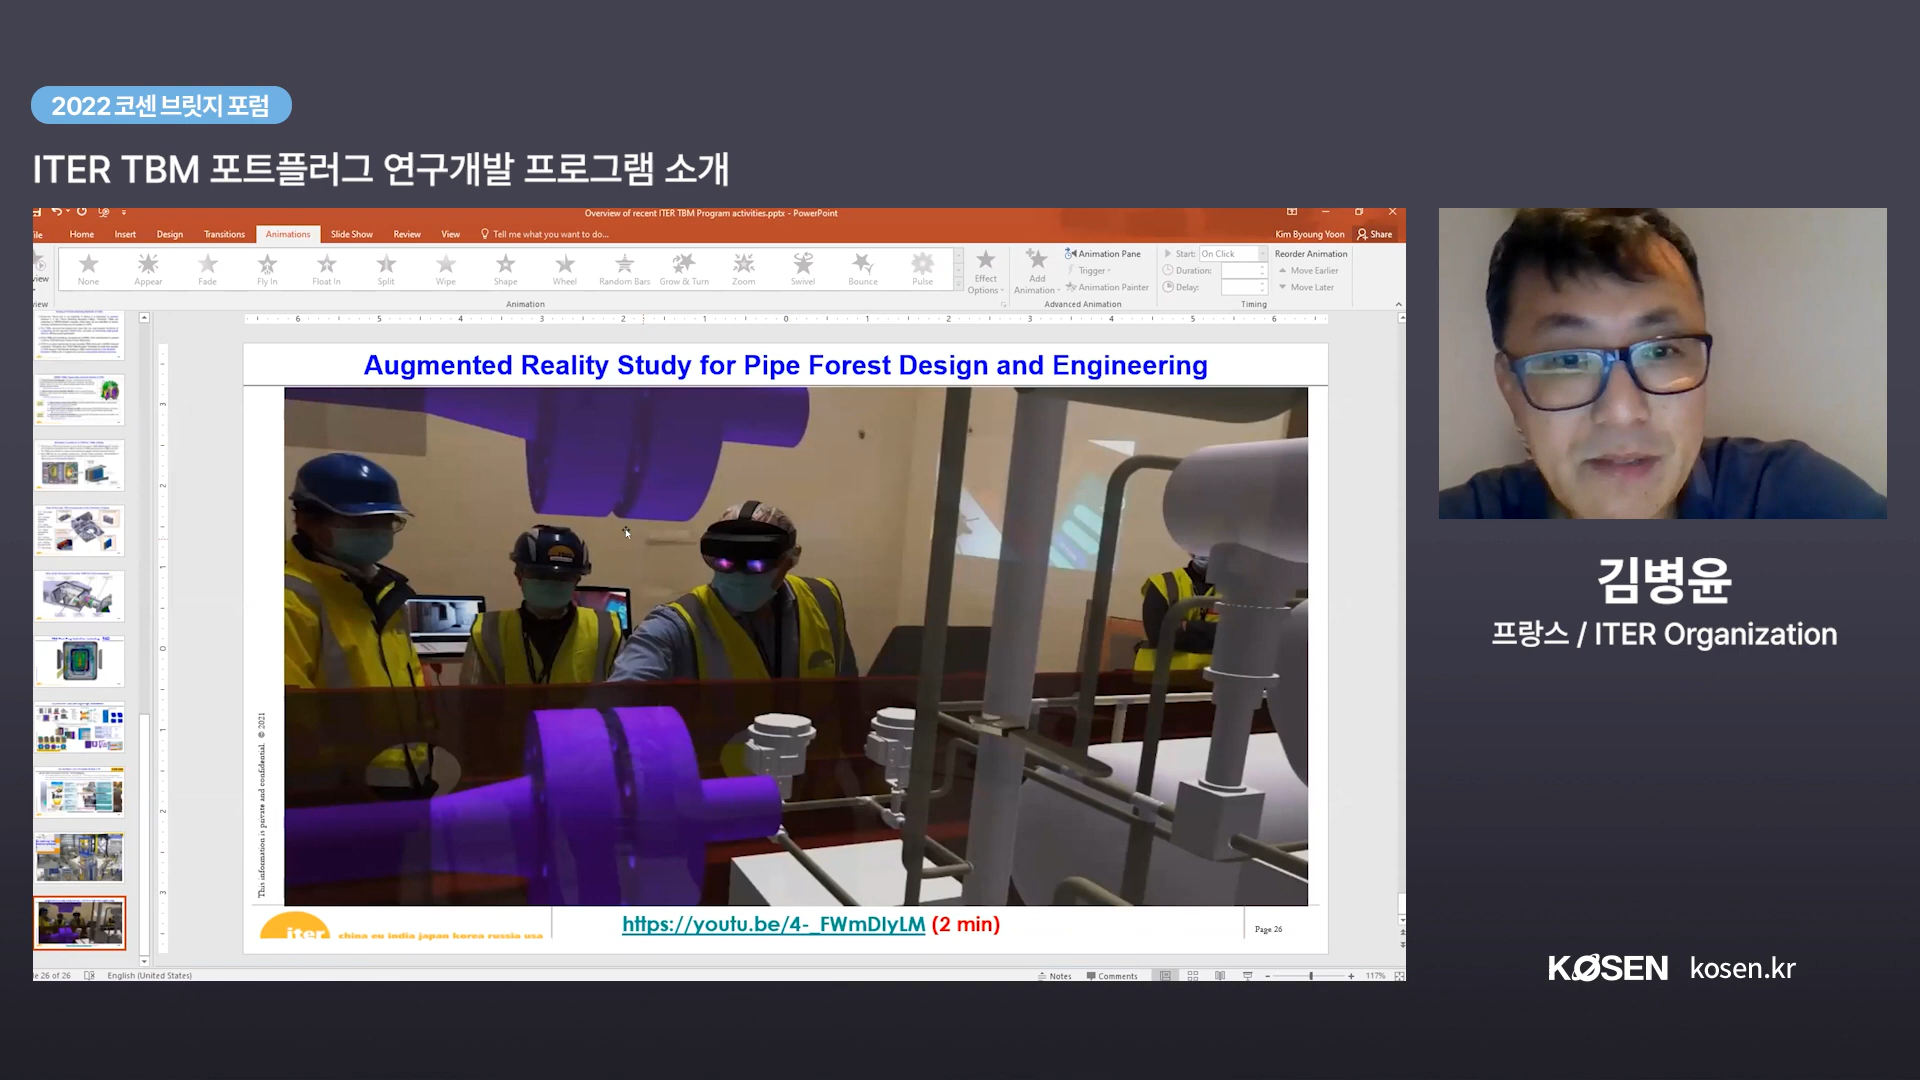 2022 코센 브릿지 포럼
ITER TBM 포트플러그 연구개발 프로그램 소개
Overview of recent ITER TBM Program activities.pptx - PowerPoint
Home Insert Design Transitions Animations Slide Show Review View Tell me what you want to do... Kim Byoung Yoon Share
None Appear Fade Fly In Float In Split Wipe Shape Wheel Random Bars Grow & Turn Zoom Swivel Bounce Pulse
Effect Options
Add Animation
Animation Pane
Trigger
Animation Painter
Start: On Click
Duration:
Delay:
Reorder Animation
Move Earlier
Move Later
Animation Advanced Animation Timing
Augmented Reality Study for Pipe Forest Design and Engineering
This information is private and confidential. © 2021
iter china eu india japan korea russia usa
https://youtu.be/4-_FWmDIyLM (2 min)
Page 26
26 of 26 English (United States) Notes Comments 117%
김병윤
프랑스 / ITER Organization
KOSEN kosen.kr